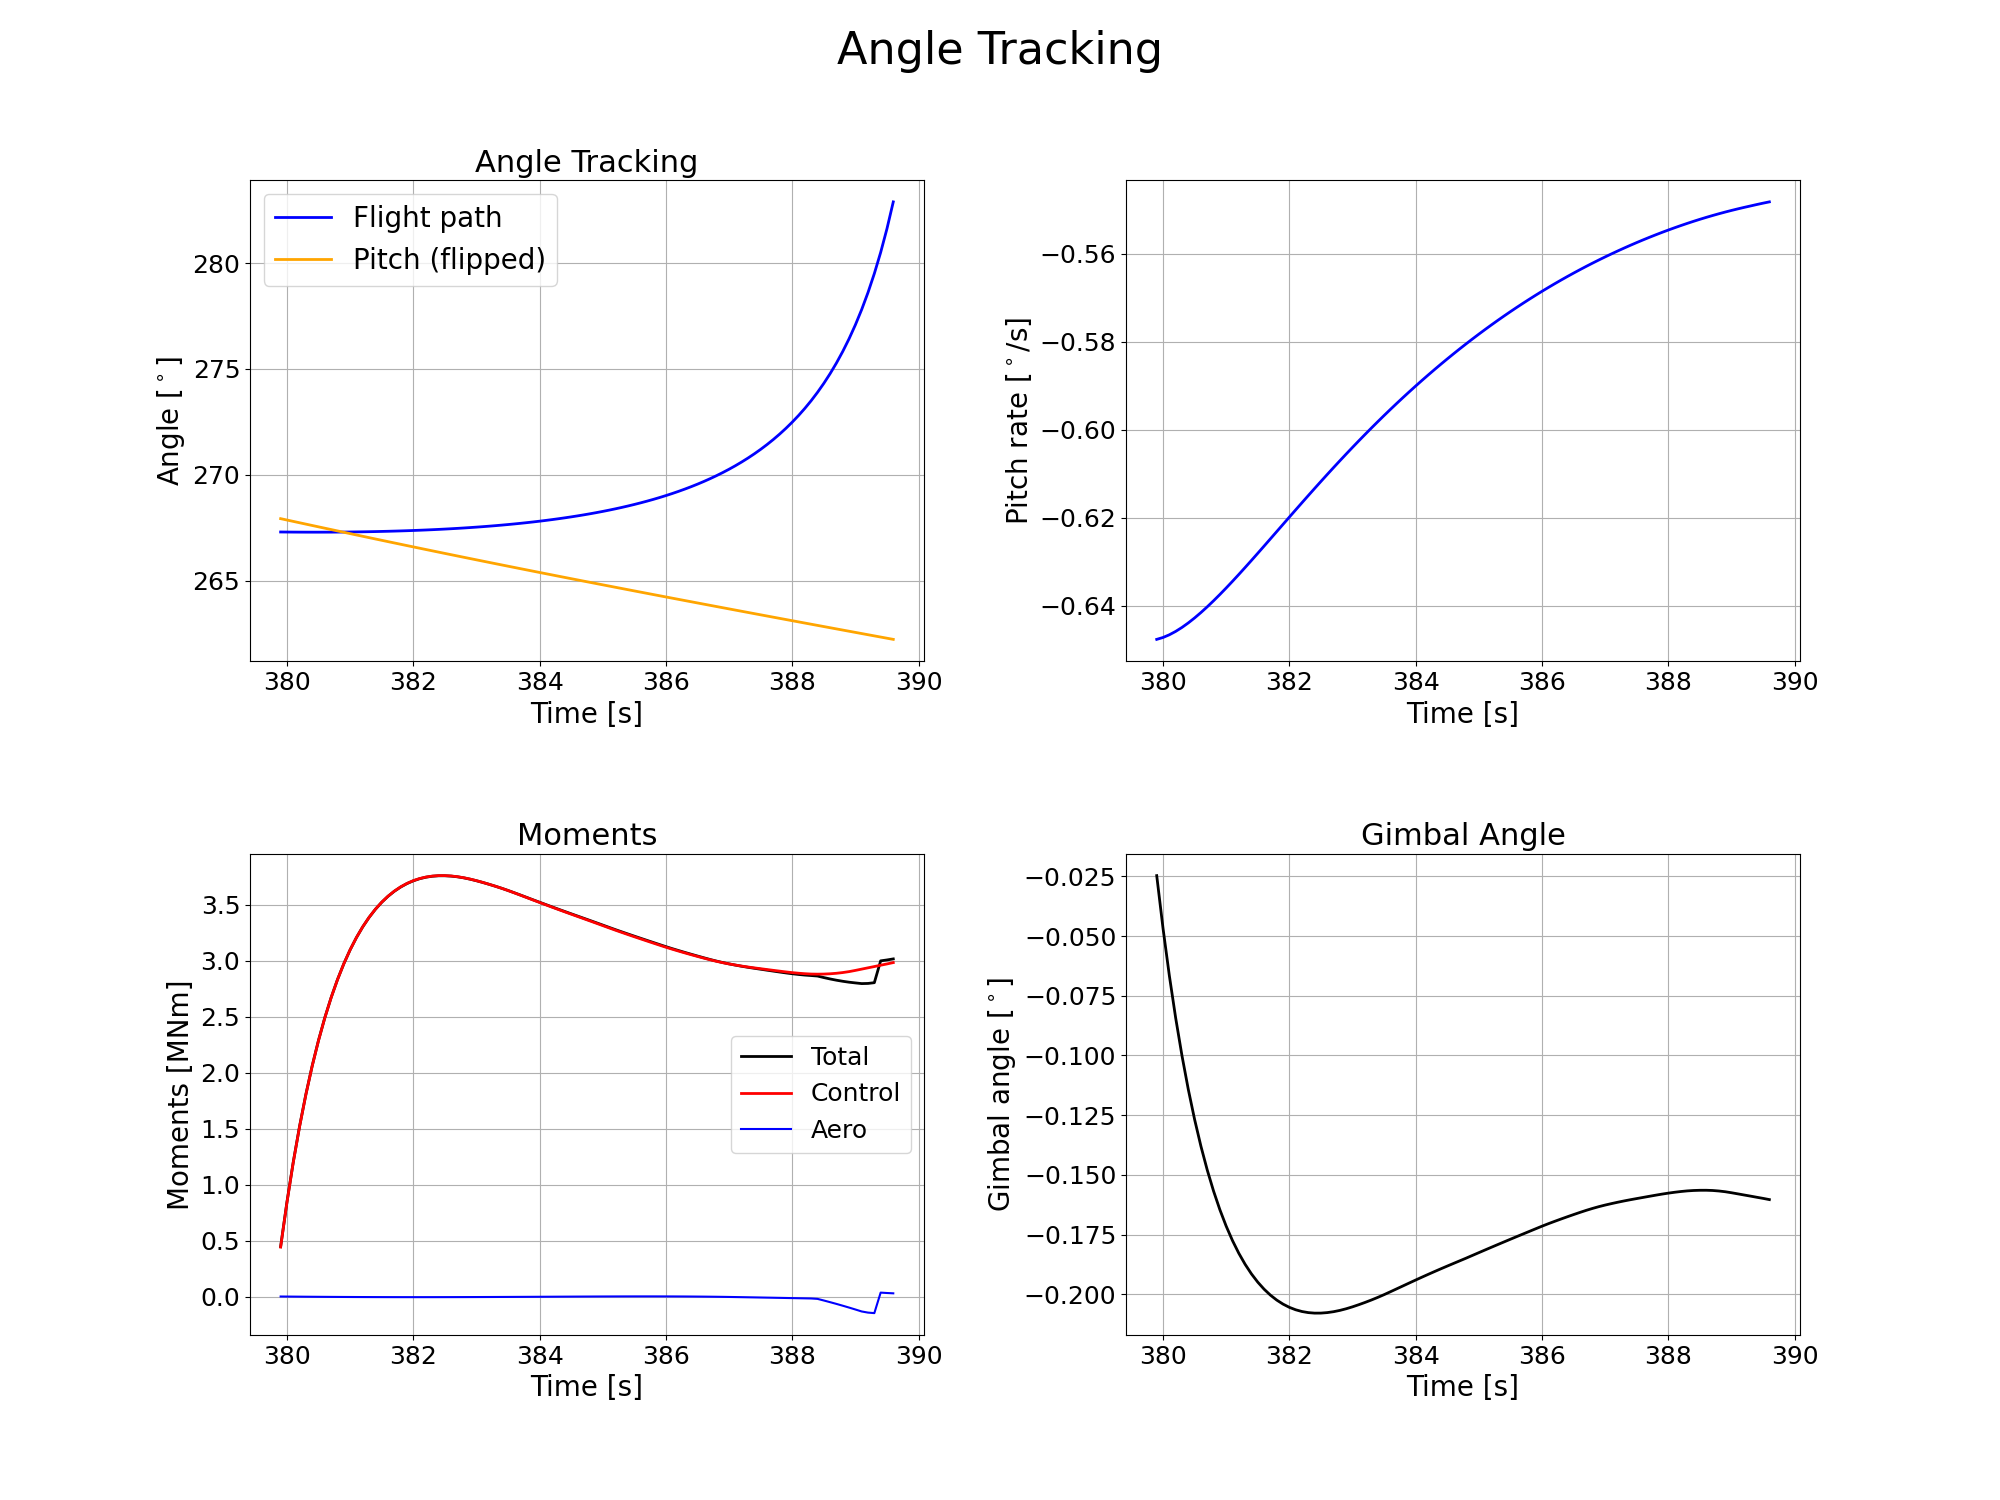 Angle Tracking
Angle Tracking
Flight path
Pitch (flipped)
280
275
270
265
Angle [°]
380 382 384 386 388 390
Time [s]
−0.56
−0.58
−0.60
−0.62
−0.64
Pitch rate [°/s]
380 382 384 386 388 390
Time [s]
Moments
3.5
3.0
2.5
2.0
1.5
1.0
0.5
0.0
Moments [MNm]
Total
Control
Aero
380 382 384 386 388 390
Time [s]
Gimbal Angle
−0.025
−0.050
−0.075
−0.100
−0.125
−0.150
−0.175
−0.200
Gimbal angle [°]
380 382 384 386 388 390
Time [s]